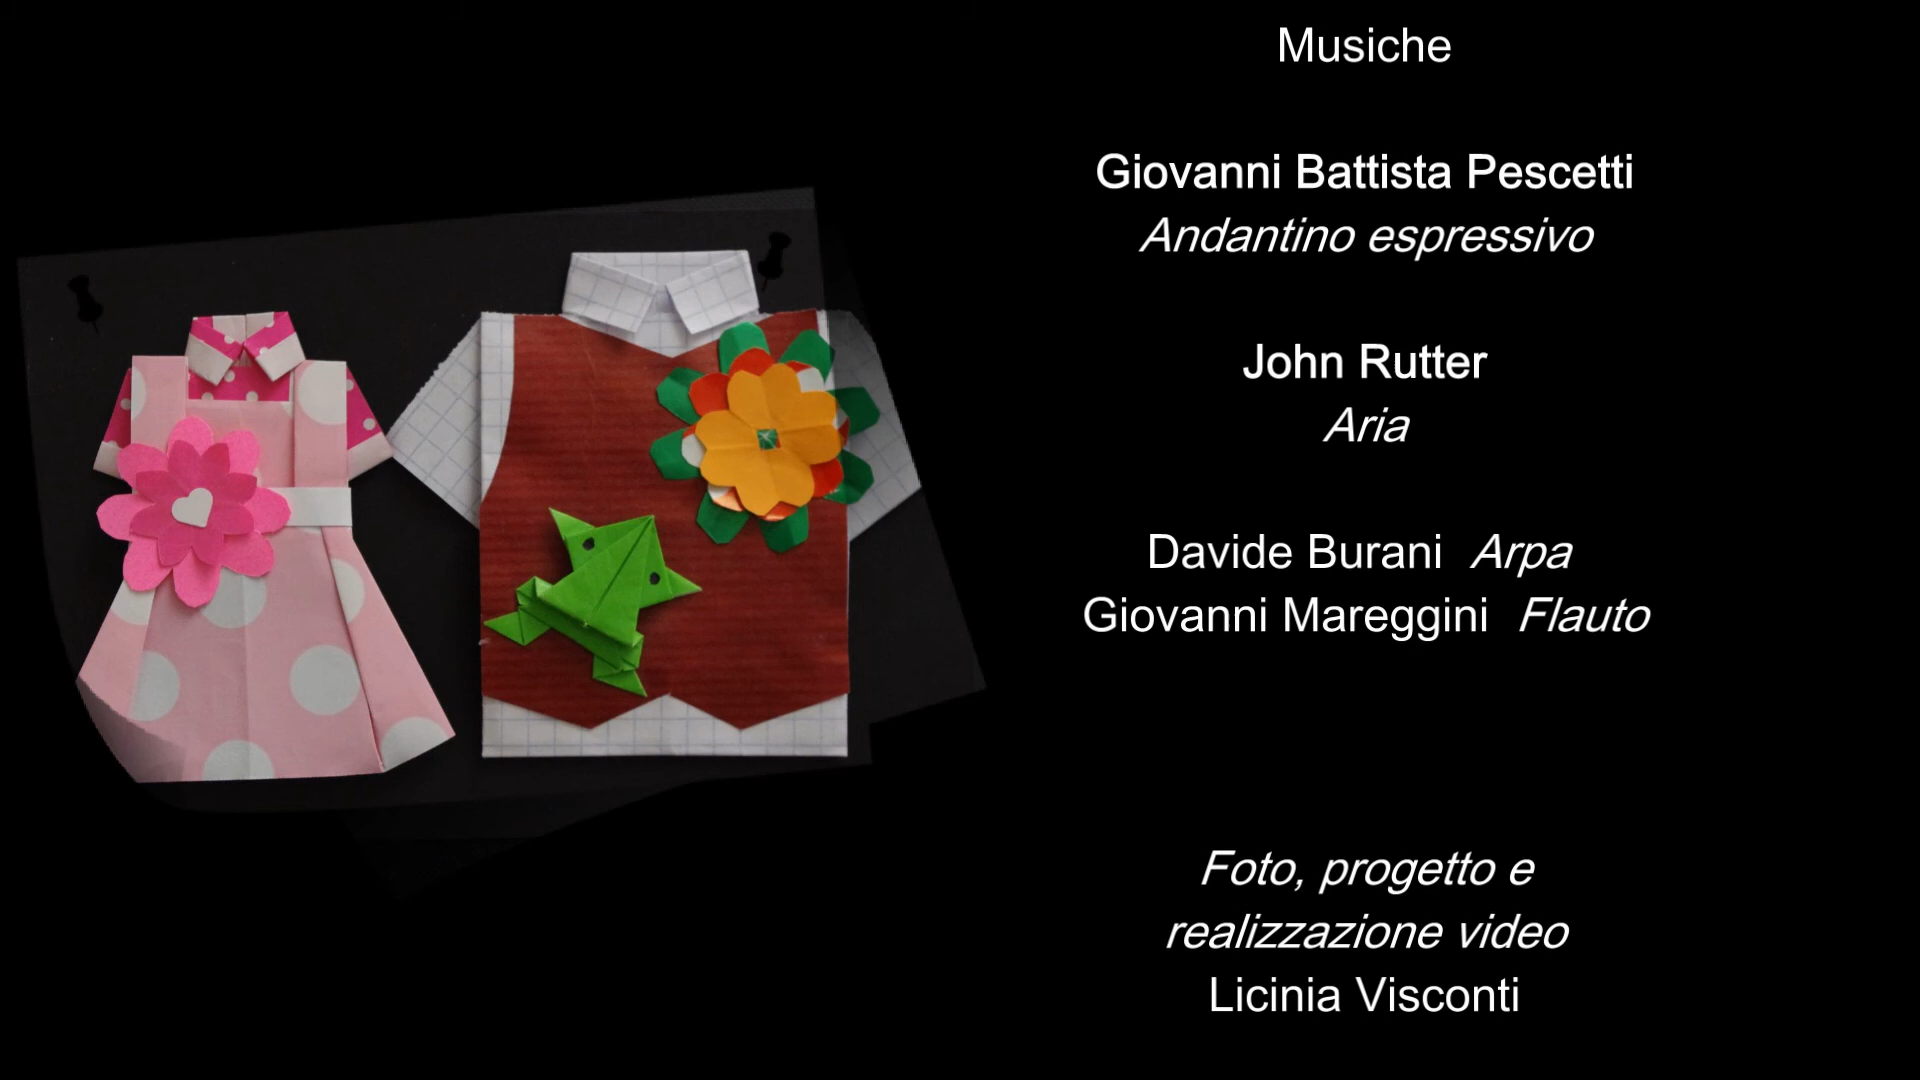 Musiche
Giovanni Battista Pescetti
Andantino espressivo
John Rutter
Aria
Davide Burani Arpa
Giovanni Mareggini Flauto
Foto, progetto e
realizzazione video
Licinia Visconti